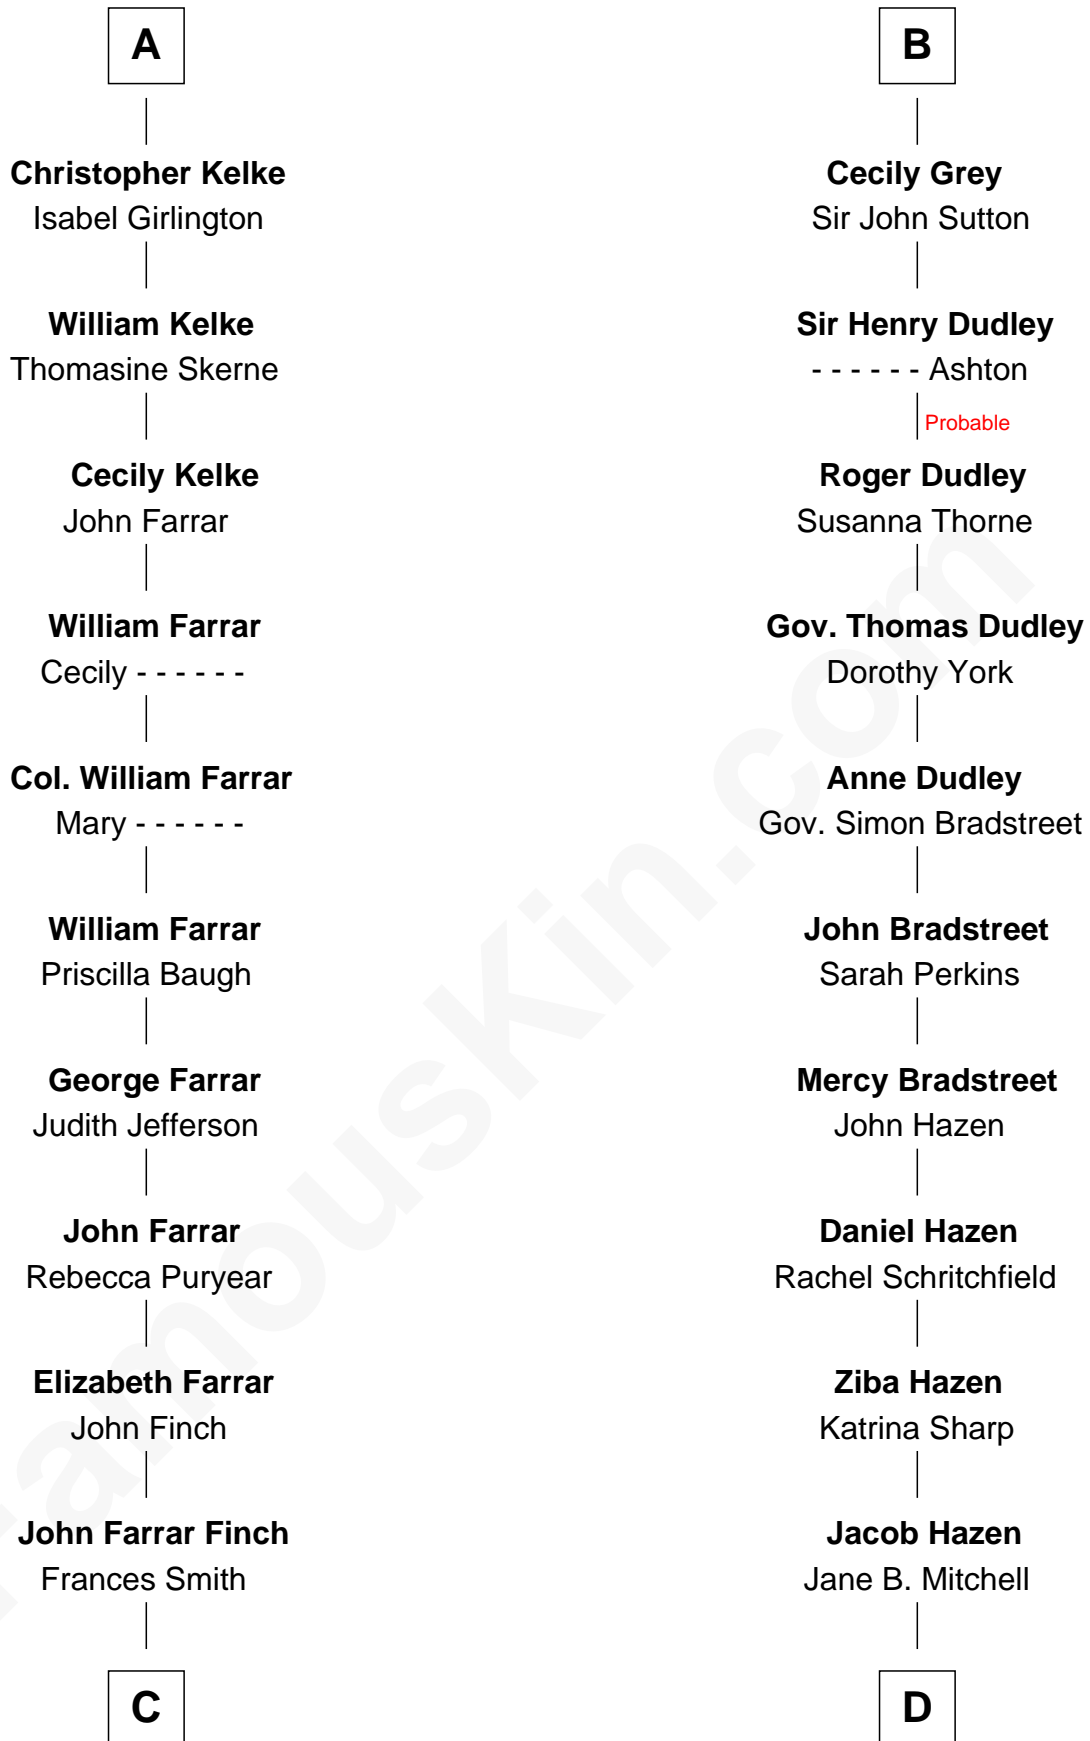 A
Christopher Kelke
Isabel Girlington
William Kelke
Thomasine Skerne
Cecily Kelke
John Farrar
William Farrar
Cecily - - - - - -
Col. William Farrar
Mary - - - - - -
William Farrar
Priscilla Baugh
George Farrar
Judith Jefferson
John Farrar
Rebecca Puryear
Elizabeth Farrar
John Finch
John Farrar Finch
Frances Smith
C
B
Cecily Grey
Sir John Sutton
Sir Henry Dudley
- - - - - - Ashton
Probable
Roger Dudley
Susanna Thorne
Gov. Thomas Dudley
Dorothy York
Anne Dudley
Gov. Simon Bradstreet
John Bradstreet
Sarah Perkins
Mercy Bradstreet
John Hazen
Daniel Hazen
Rachel Schritchfield
Ziba Hazen
Katrina Sharp
Jacob Hazen
Jane B. Mitchell
D
FamousKin.com